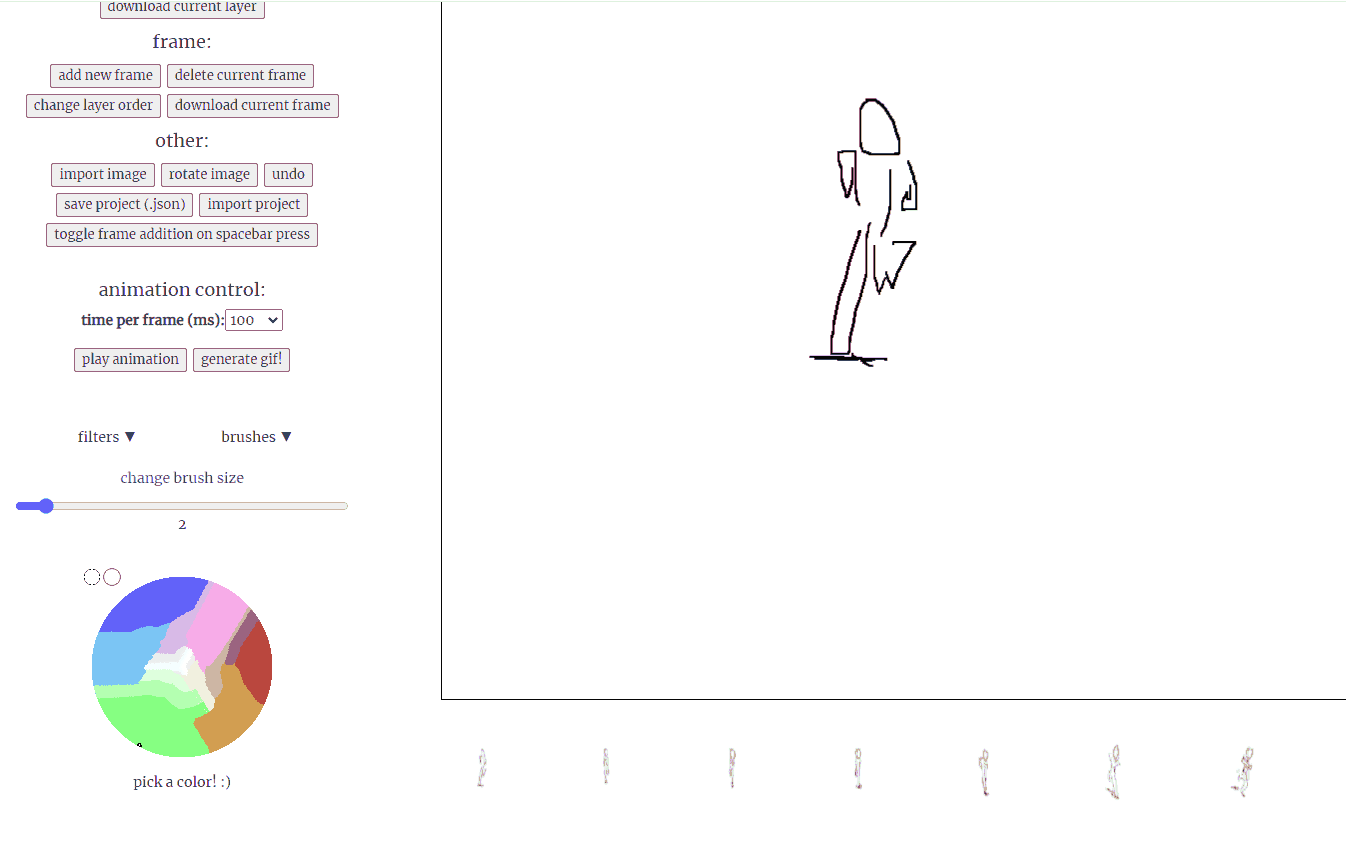 download current layer
frame:
add new frame delete current frame
change layer order download current frame
other:
import image rotate image undo
save project (.json) import project
toggle frame addition on spacebar press
animation control:
time per frame (ms): 100
play animation generate gif!
filters ▼ brushes ▼
change brush size
2
pick a color! :)